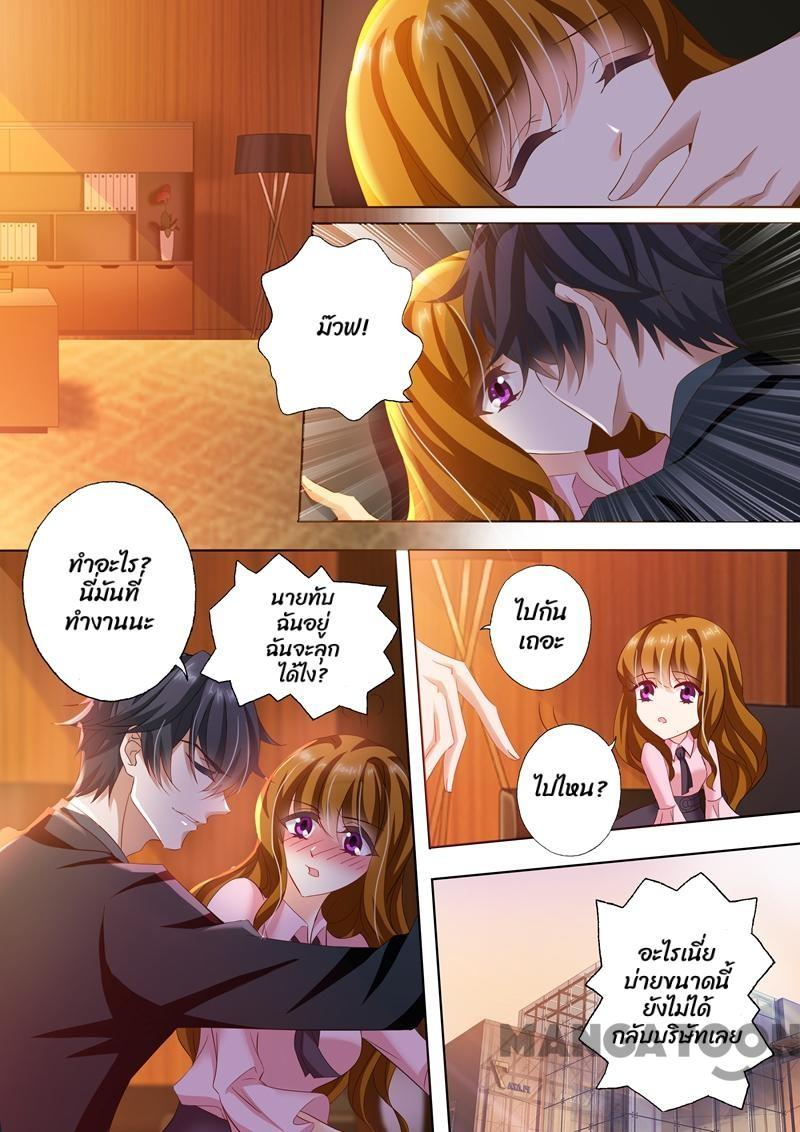 ม๊วฟ!
ทำอะไร?
นี่มันที่
ทำงานนะ
นายทับ
ฉันอยู่
ฉันจะลุก
ได้ไง?
ไปกัน
เถอะ
ไปไหน?
อะไรเนี่ย
บ่ายขนาดนี้
ยังไม่ได้
กลับบริษัทเลย
MANGATOON